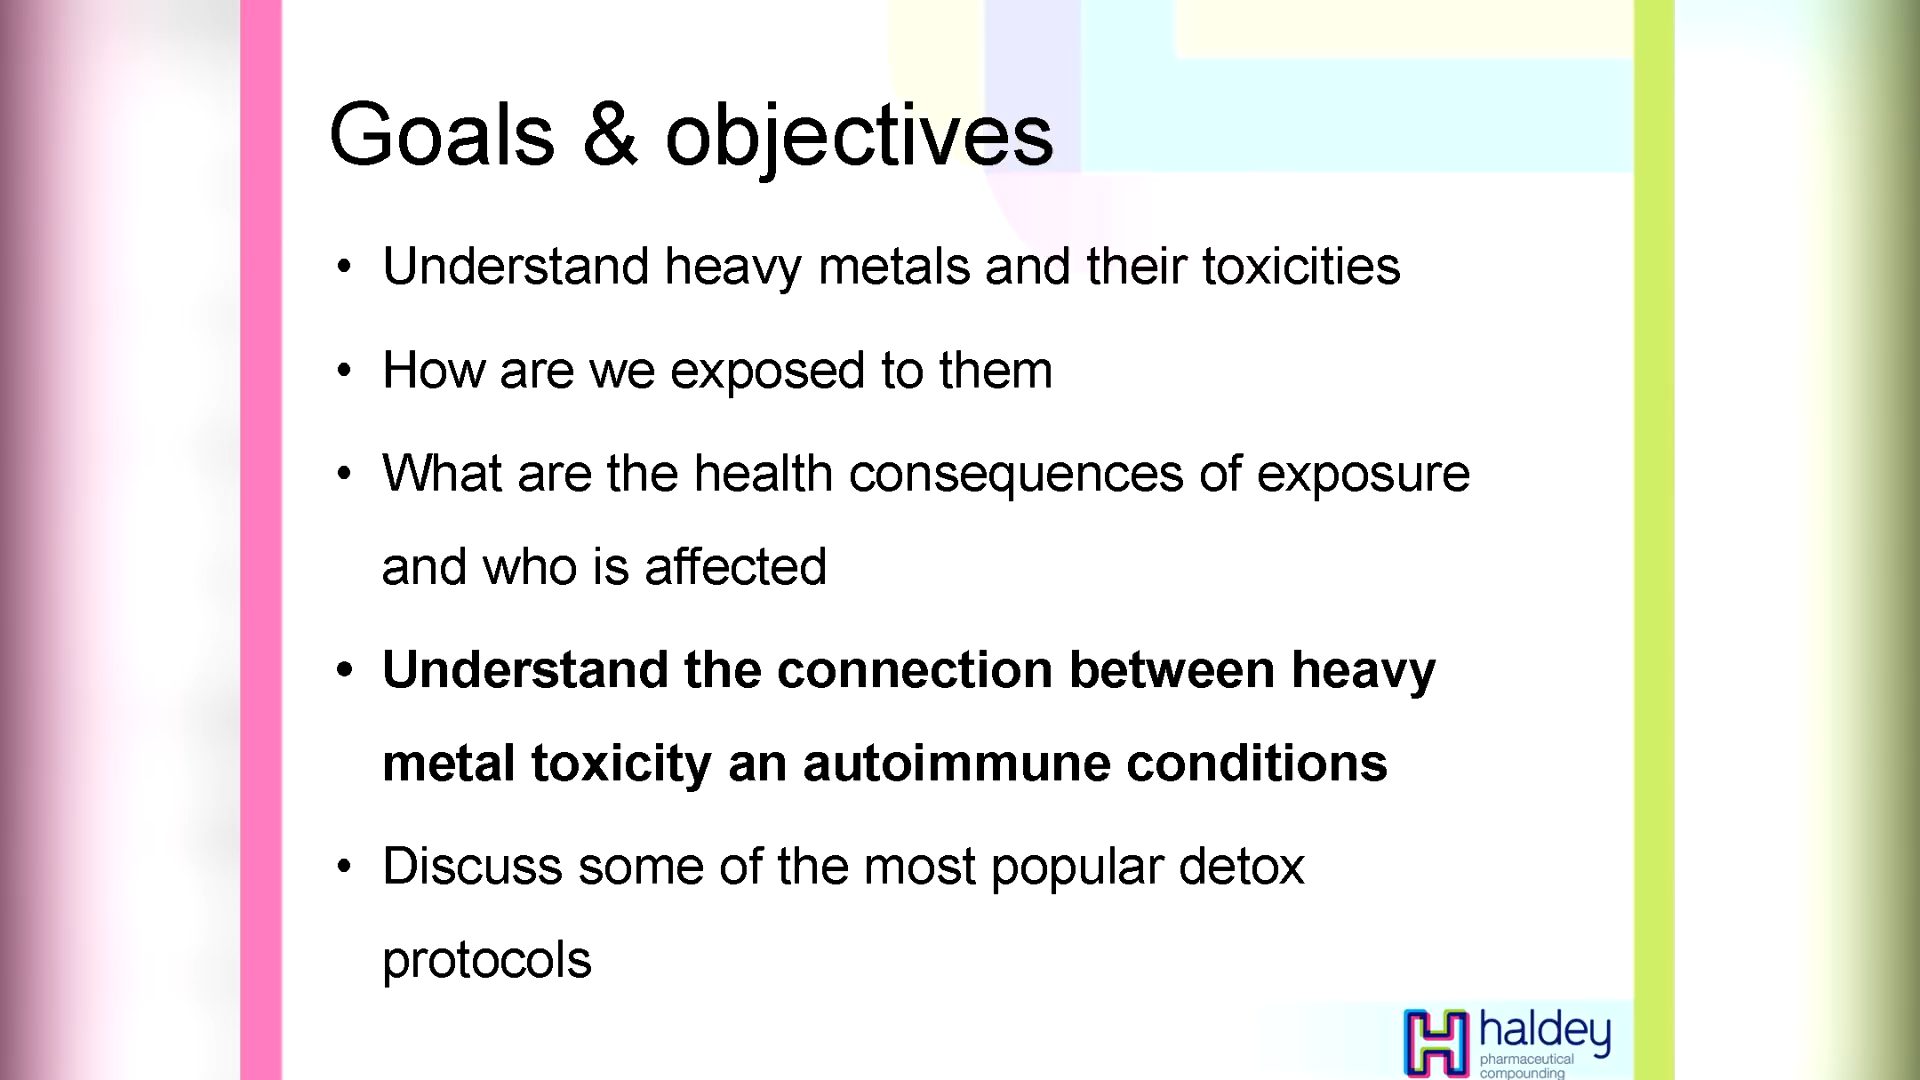 Goals & objectives
• Understand heavy metals and their toxicities
• How are we exposed to them
• What are the health consequences of exposure
and who is affected
• Understand the connection between heavy
metal toxicity an autoimmune conditions
• Discuss some of the most popular detox
protocols
haldey
pharmaceutical
compounding